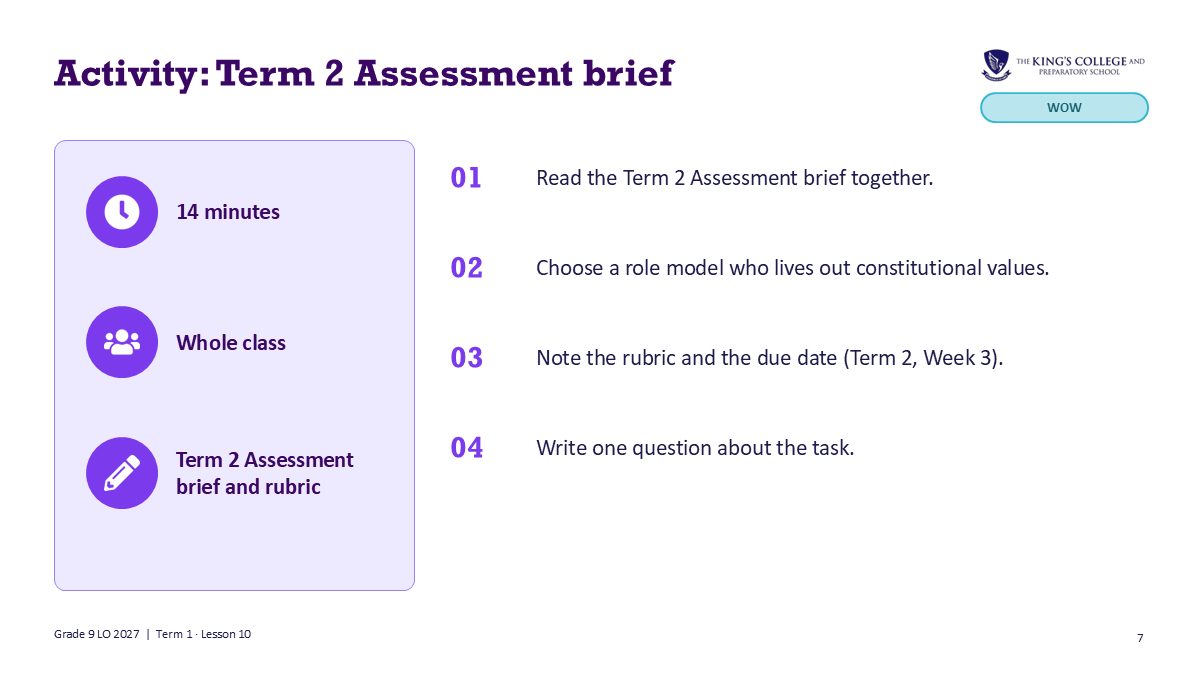 Activity: Term 2 Assessment brief
THE KING'S COLLEGE AND
PREPARATORY SCHOOL
WOW
14 minutes
Whole class
Term 2 Assessment
brief and rubric
01 Read the Term 2 Assessment brief together.
02 Choose a role model who lives out constitutional values.
03 Note the rubric and the due date (Term 2, Week 3).
04 Write one question about the task.
Grade 9 LO 2027 | Term 1 · Lesson 10
7